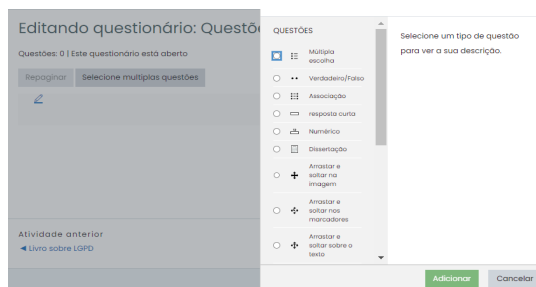 Editando questionário: Questõe
Questões: 0 | Este questionário está aberto
Repaginar
Selecione multiplas questões
Atividade anterior
◄ Livro sobre LGPD
QUESTÕES
Múltipla
escolha
Verdadeiro/Falso
Associação
resposta curta
Numérico
Dissertação
Arrastar e
soltar na
imagem
Arrastar e
soltar nos
marcadores
Arrastar e
soltar sobre o
texto
Selecione um tipo de questão
para ver a sua descrição.
Adicionar
Cancelar